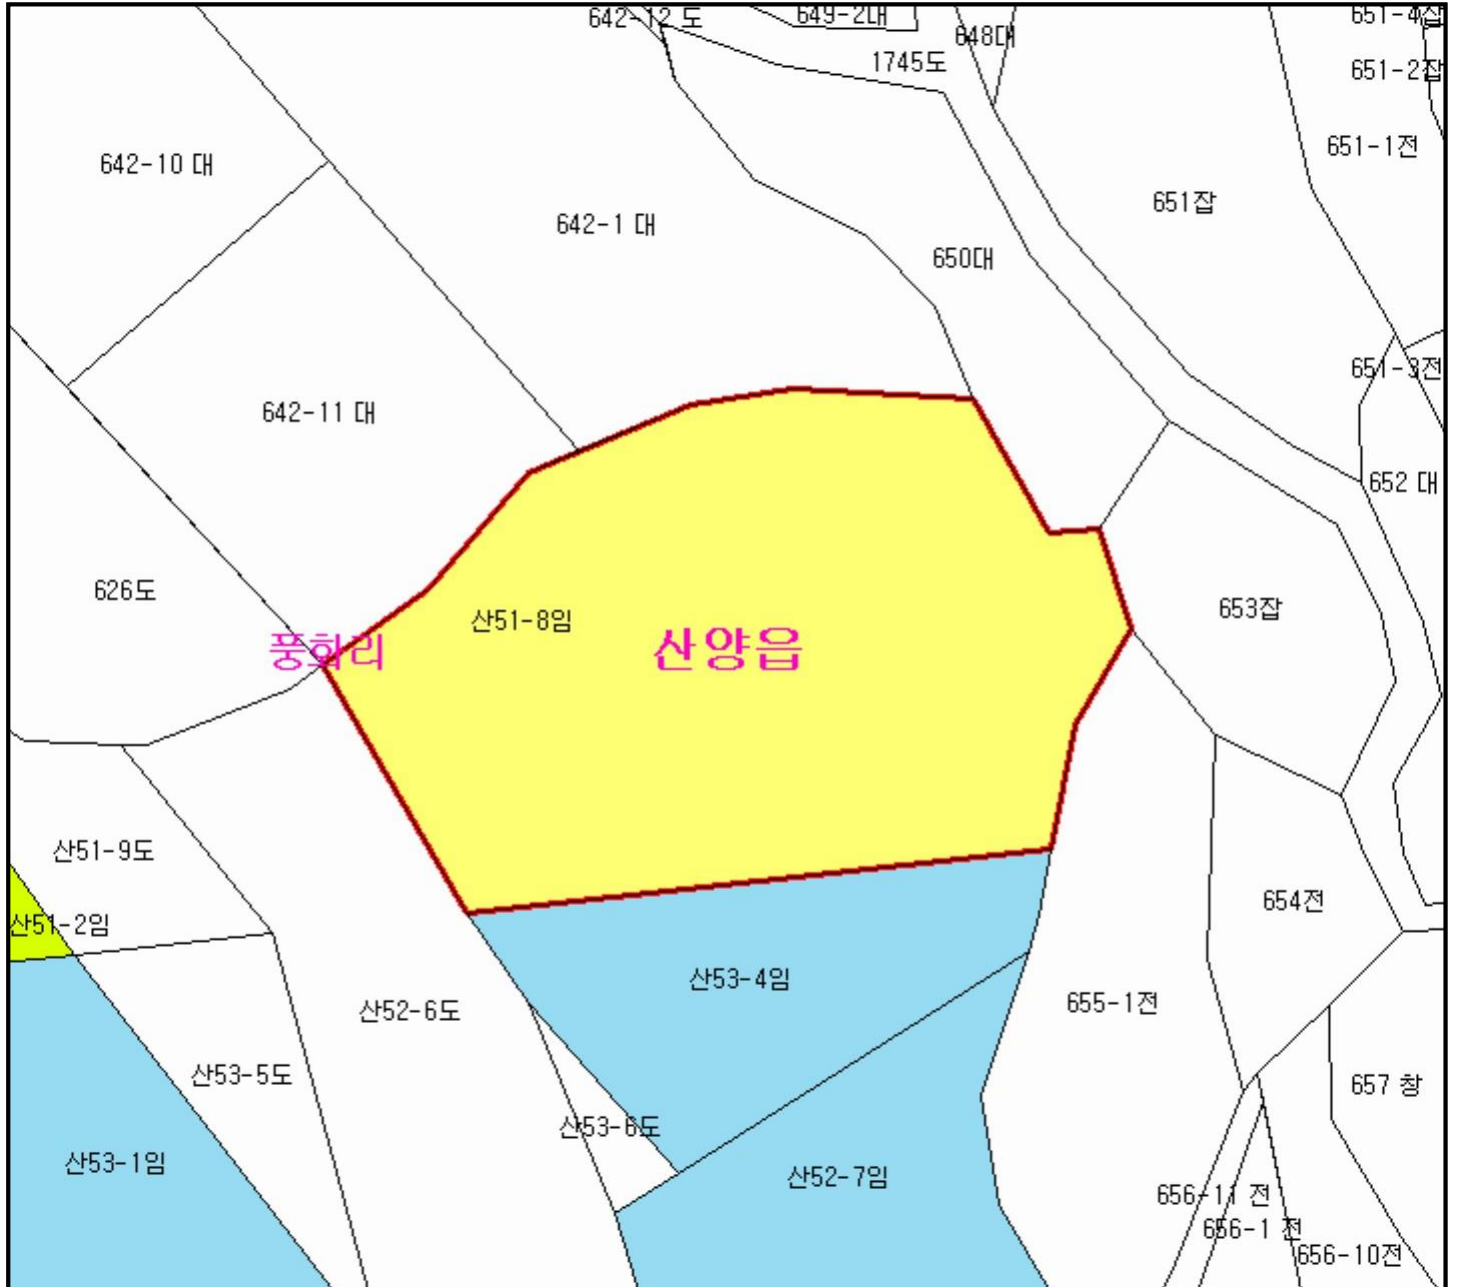 642-12 도
649-2대
651-4잡
648대
1745도
651-2잡
651-1전
642-10 대
651잡
642-1 대
650대
651-3전
642-11 대
652 대
626도
653잡
산51-8임
산양읍
풍화리
산51-9도
654전
산51-2임
산53-4임
655-1전
산52-6도
산53-5도
657 창
산53-6도
산53-1임
산52-7임
656-11 전
656-1 전
656-10전